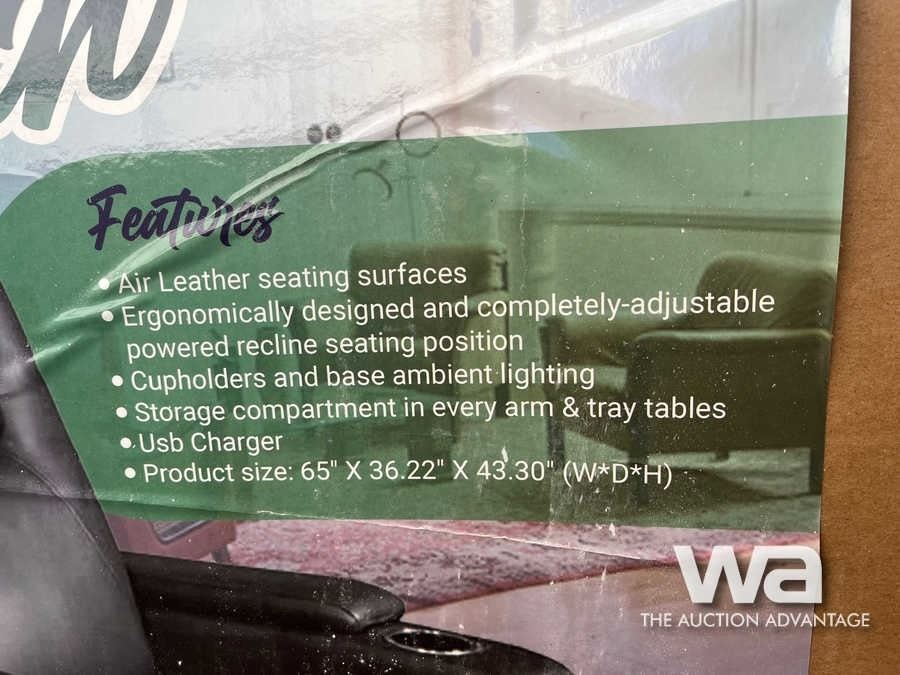 Features
• Air Leather seating surfaces
• Ergonomically designed and completely-adjustable
powered recline seating position
• Cupholders and base ambient lighting
• Storage compartment in every arm & tray tables
• Usb Charger
• Product size: 65" X 36.22" X 43.30" (W*D*H)
wa
THE AUCTION ADVANTAGE